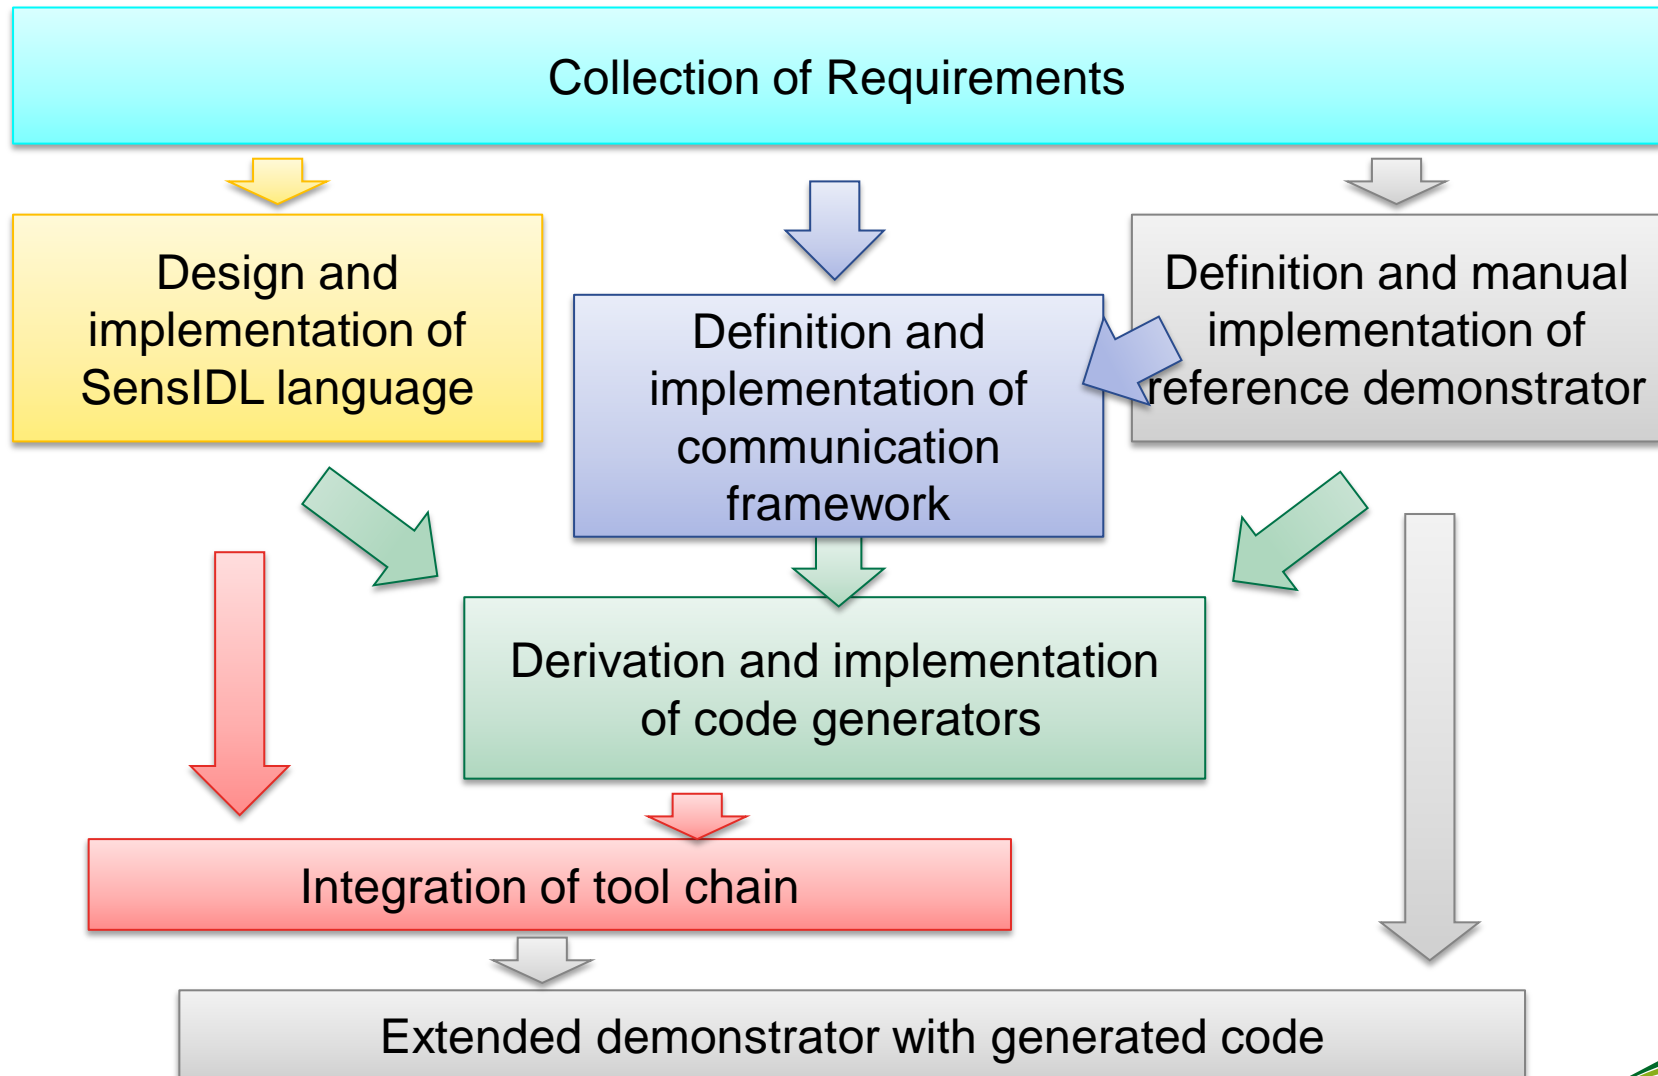 Collection of Requirements
Design and
implementation of
SensIDL language
Definition and
implementation of
communication
framework
Definition and manual
implementation of
reference demonstrator
Derivation and implementation
of code generators
Integration of tool chain
Extended demonstrator with generated code